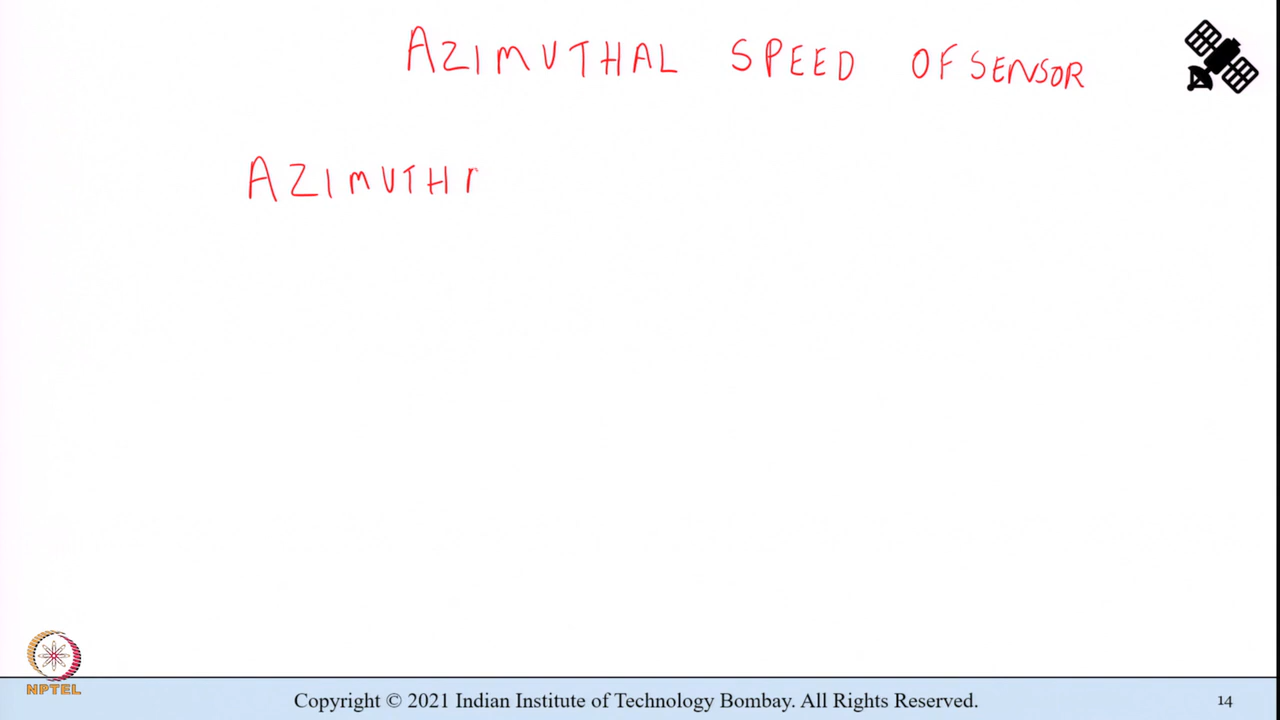 AZIMUTHAL SPEED OF SENSOR
AZIMUTH
NPTEL
Copyright © 2021 Indian Institute of Technology Bombay. All Rights Reserved.
14